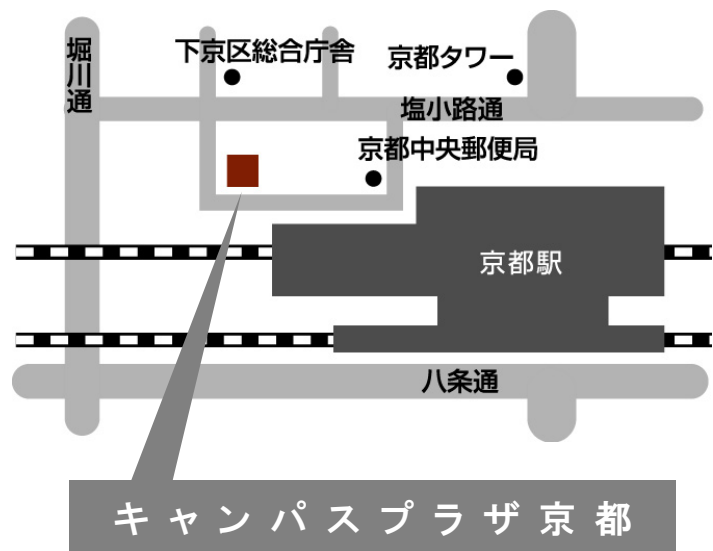 堀川通
下京区総合庁舎
京都タワー
塩小路通
京都中央郵便局
京都駅
八条通
キャンパスプラザ京都